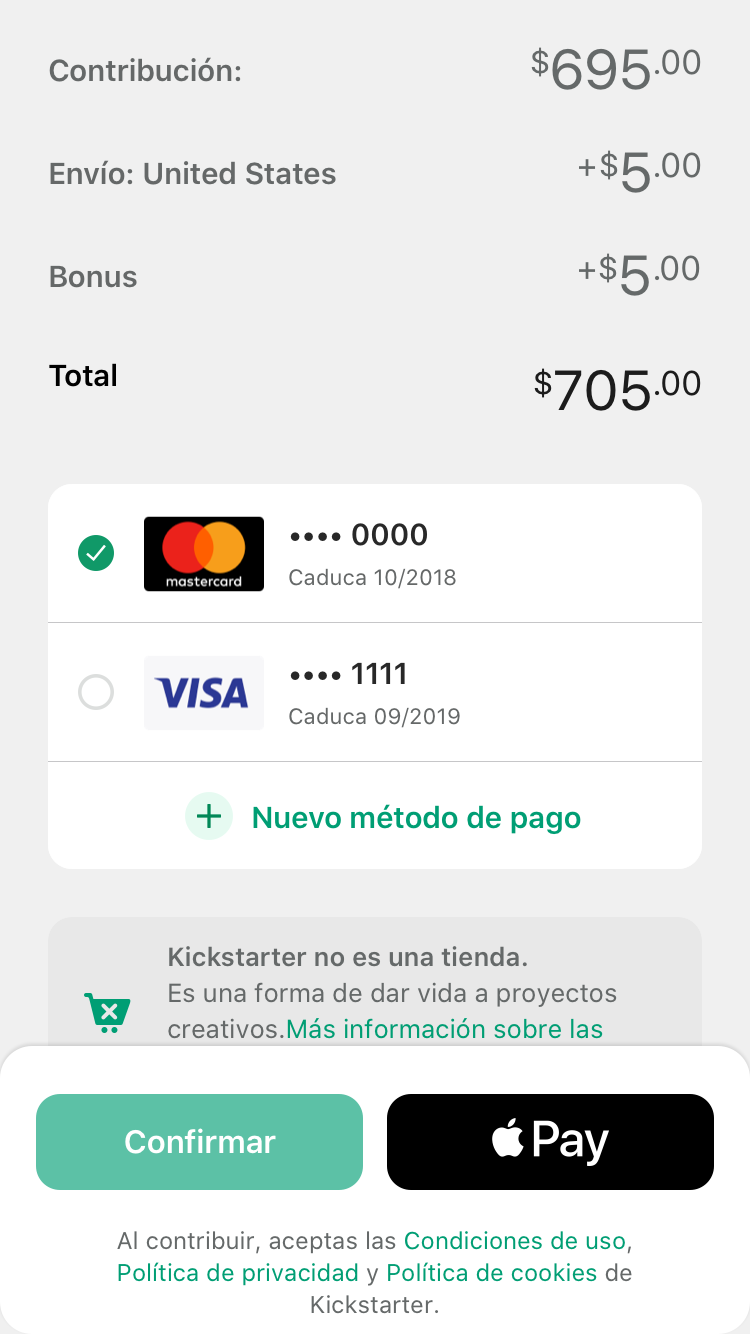 Contribución: $695.00
Envío: United States +$5.00
Bonus +$5.00
Total $705.00
mastercard
•••• 0000
Caduca 10/2018
VISA
•••• 1111
Caduca 09/2019
Nuevo método de pago
Kickstarter no es una tienda.
Es una forma de dar vida a proyectos
creativos.Más información sobre las
Confirmar
Pay
Al contribuir, aceptas las Condiciones de uso,
Política de privacidad y Política de cookies de
Kickstarter.